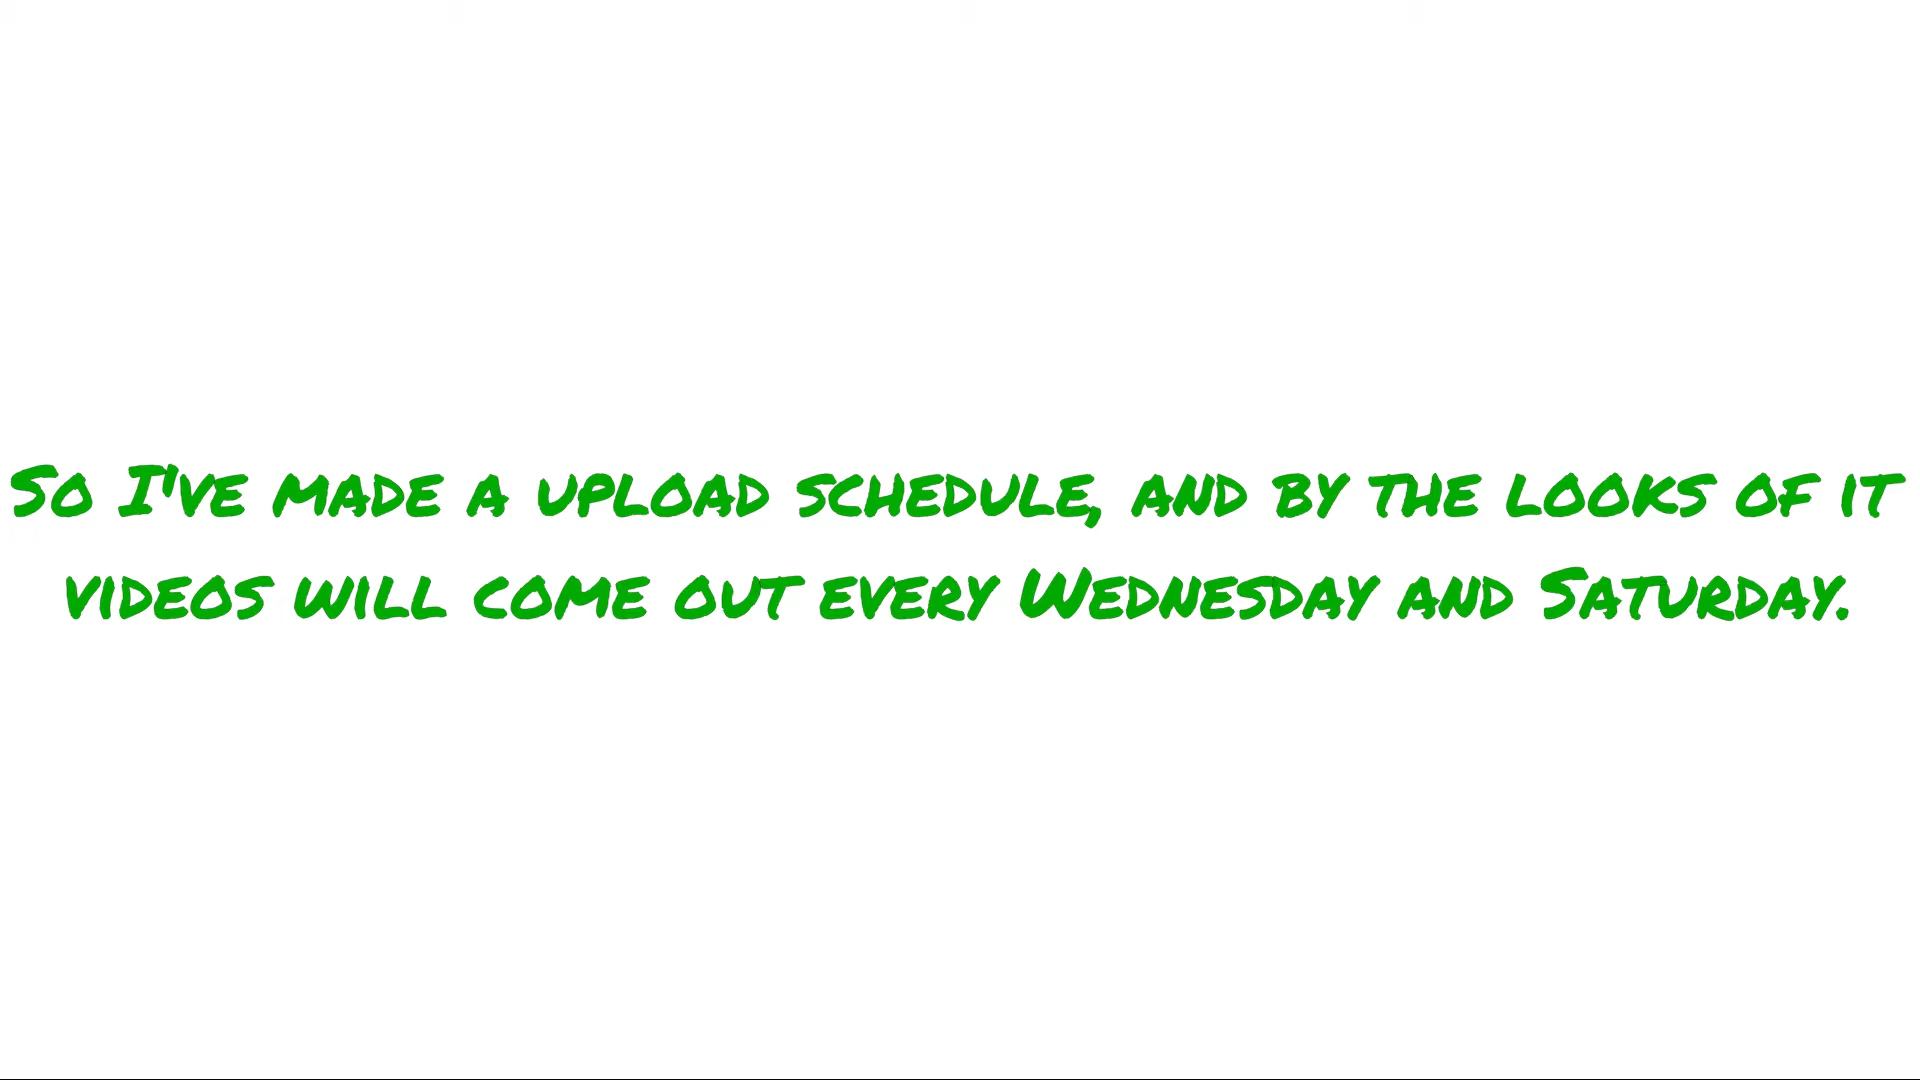 So I've made a upload schedule, and by the looks of it
videos will come out every Wednesday and Saturday.